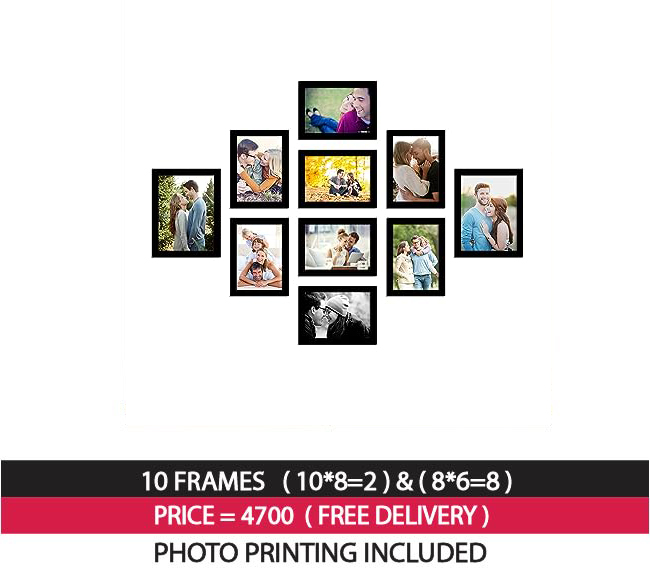 10 FRAMES ( 10*8=2 ) & ( 8*6=8 )
PRICE = 4700 ( FREE DELIVERY )
PHOTO PRINTING INCLUDED